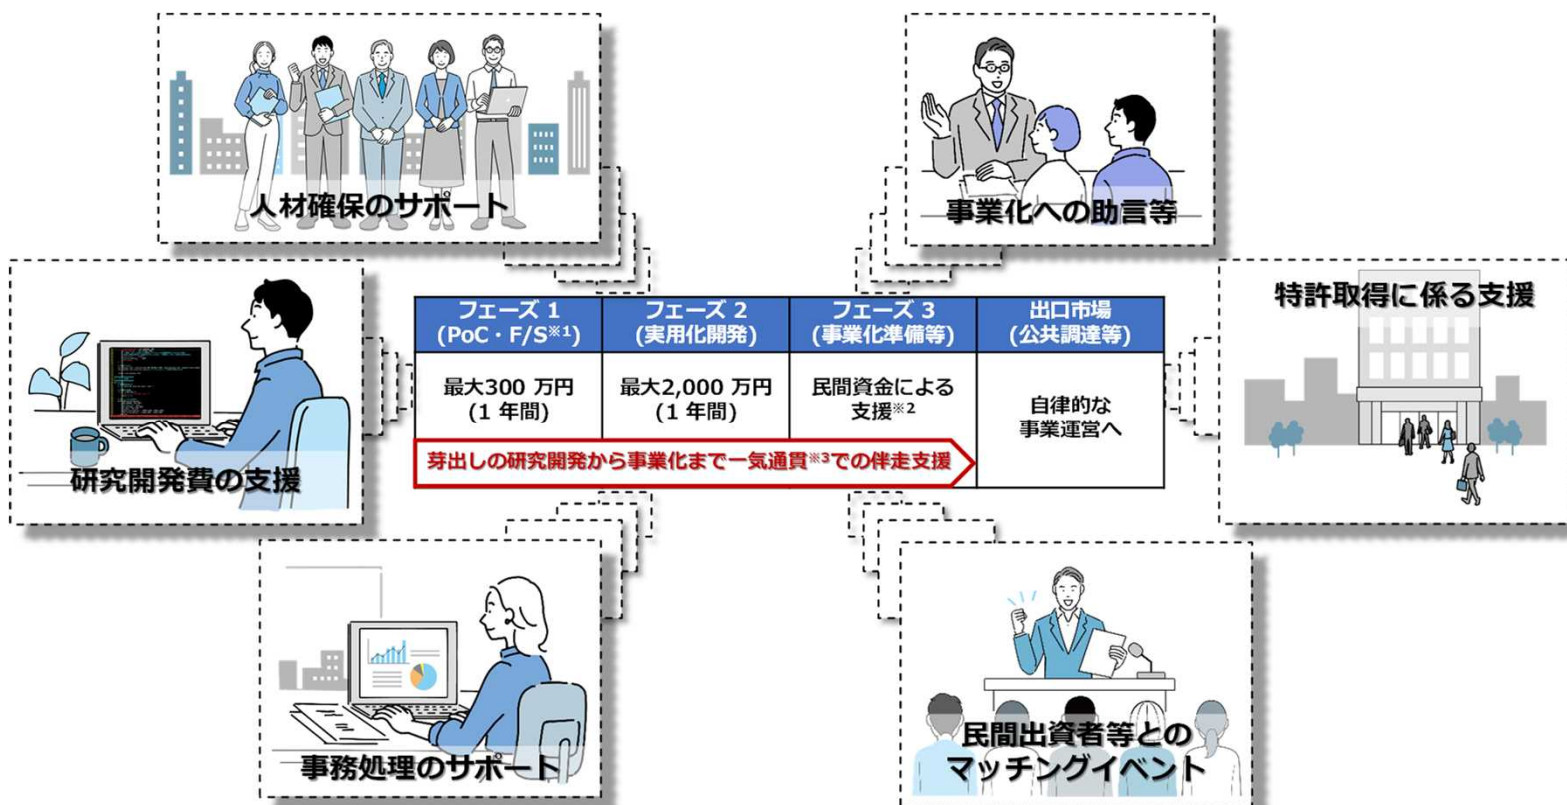 人材確保のサポート
事業化への助言等
研究開発費の支援
特許取得に係る支援
フェーズ 1
(PoC・F/S※1)
フェーズ 2
(実用化開発)
フェーズ 3
(事業化準備等)
出口市場
(公共調達等)
最大300 万円
(1 年間)
最大2,000 万円
(1 年間)
民間資金による
支援※2
自律的な
事業運営へ
芽出しの研究開発から事業化まで一気通貫※3での伴走支援
事務処理のサポート
民間出資者等との
マッチングイベント